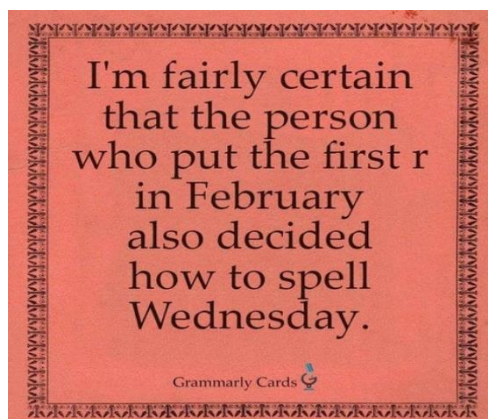 I'm fairly certain
that the person
who put the first r
in February
also decided
how to spell
Wednesday.
Grammarly Cards